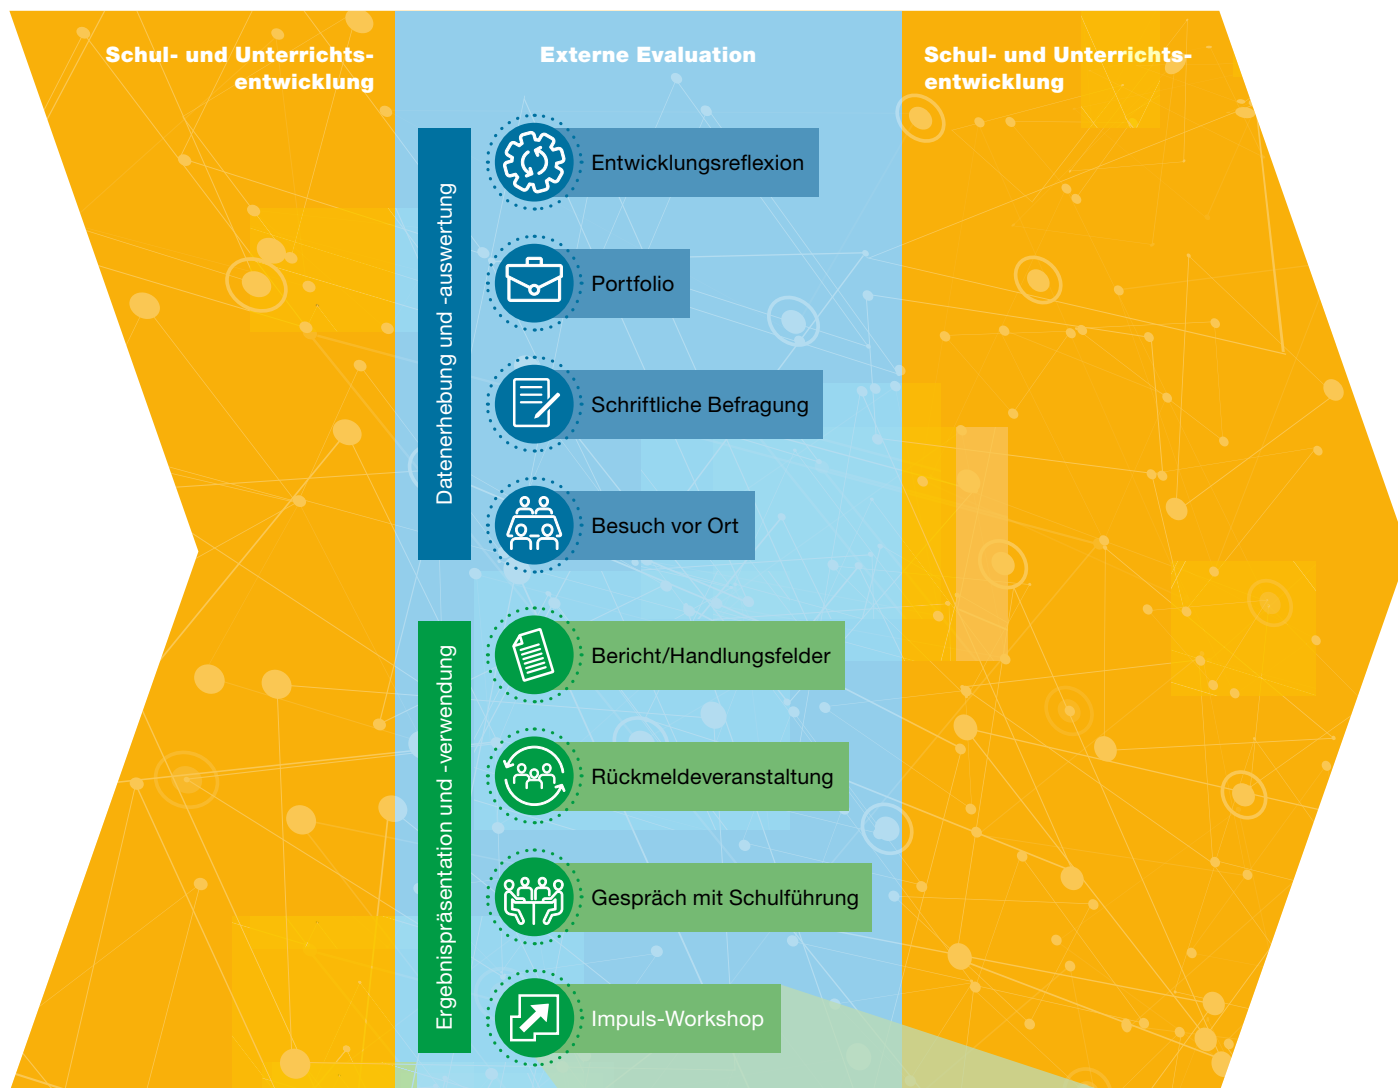 Schul- und Unterrichts-
entwicklung
Externe Evaluation
Schul- und Unterrichts-
entwicklung
Datenerhebung und -auswertung
Entwicklungsreflexion
Portfolio
Schriftliche Befragung
Besuch vor Ort
Ergebnispräsentation und -verwendung
Bericht/Handlungsfelder
Rückmeldeveranstaltung
Gespräch mit Schulführung
Impuls-Workshop